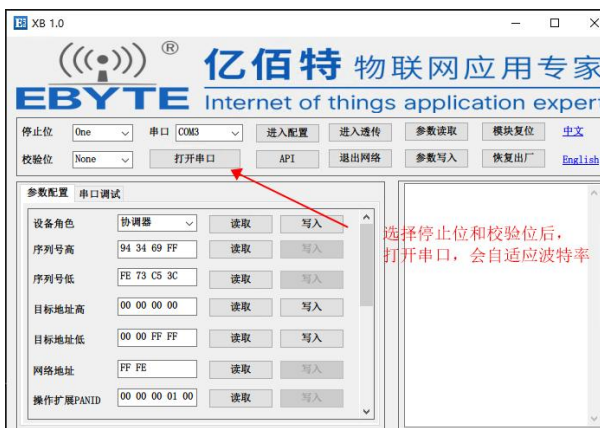 XB 1.0
®
亿佰特 物联网应用专家
EBYTE Internet of things application expert
停止位 One 串口 COM3 进入配置 进入透传 参数读取 模块复位 中文
校验位 None 打开串口 API 退出网络 参数写入 恢复出厂 English
参数配置 串口调试
设备角色 协调器 读取 写入
序列号高 94 34 69 FF 读取 写入
序列号低 FE 73 C5 3C 读取 写入
目标地址高 00 00 00 00 读取 写入
目标地址低 00 00 FF FF 读取 写入
网络地址 FF FE 读取 写入
操作扩展PANID 00 00 00 01 00 读取 写入
选择停止位和校验位后，
打开串口，会自适应波特率